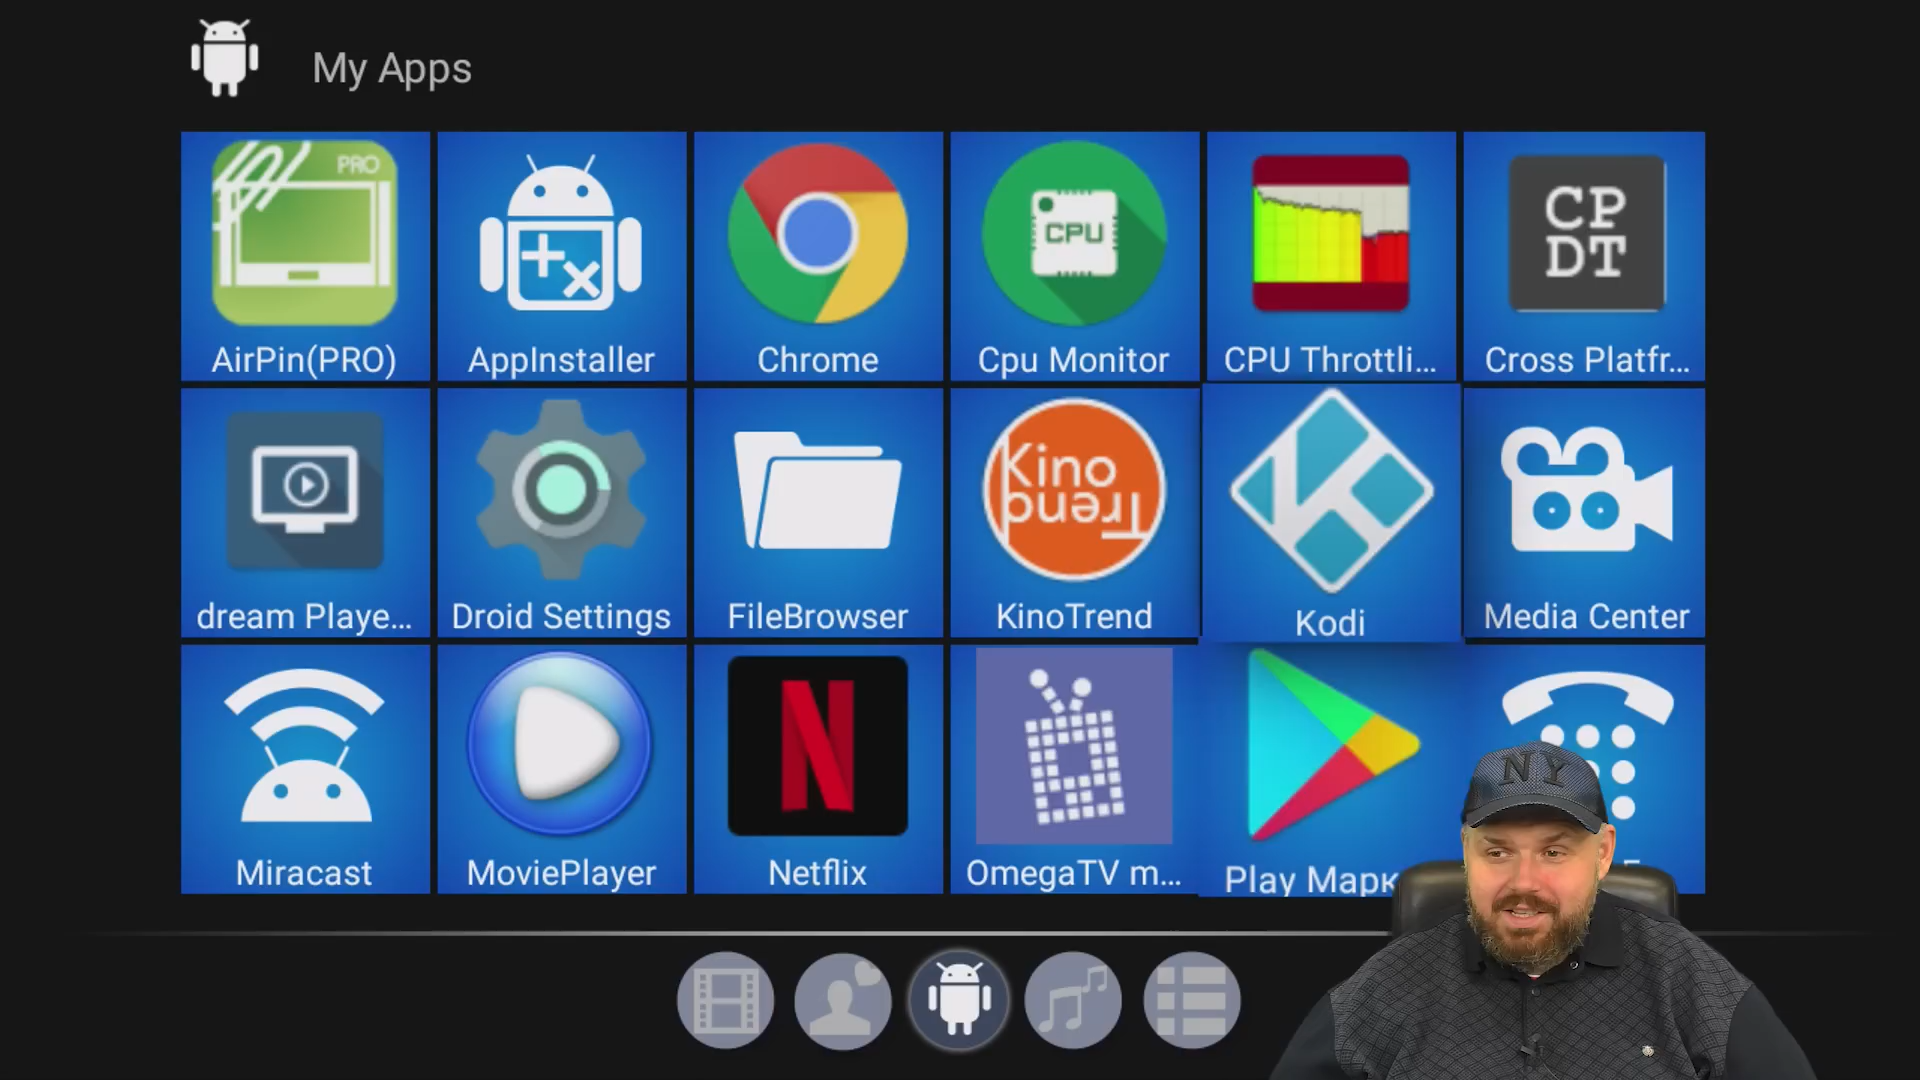 My Apps
PRO
CPU
CP
DT
AirPin(PRO)
AppInstaller
Chrome
Cpu Monitor
CPU Throttli...
Cross Platfr...
Kino
Trend
dream Playe...
Droid Settings
FileBrowser
KinoTrend
Kodi
Media Center
N
NY
Miracast
MoviePlayer
Netflix
OmegaTV m...
Play Марк